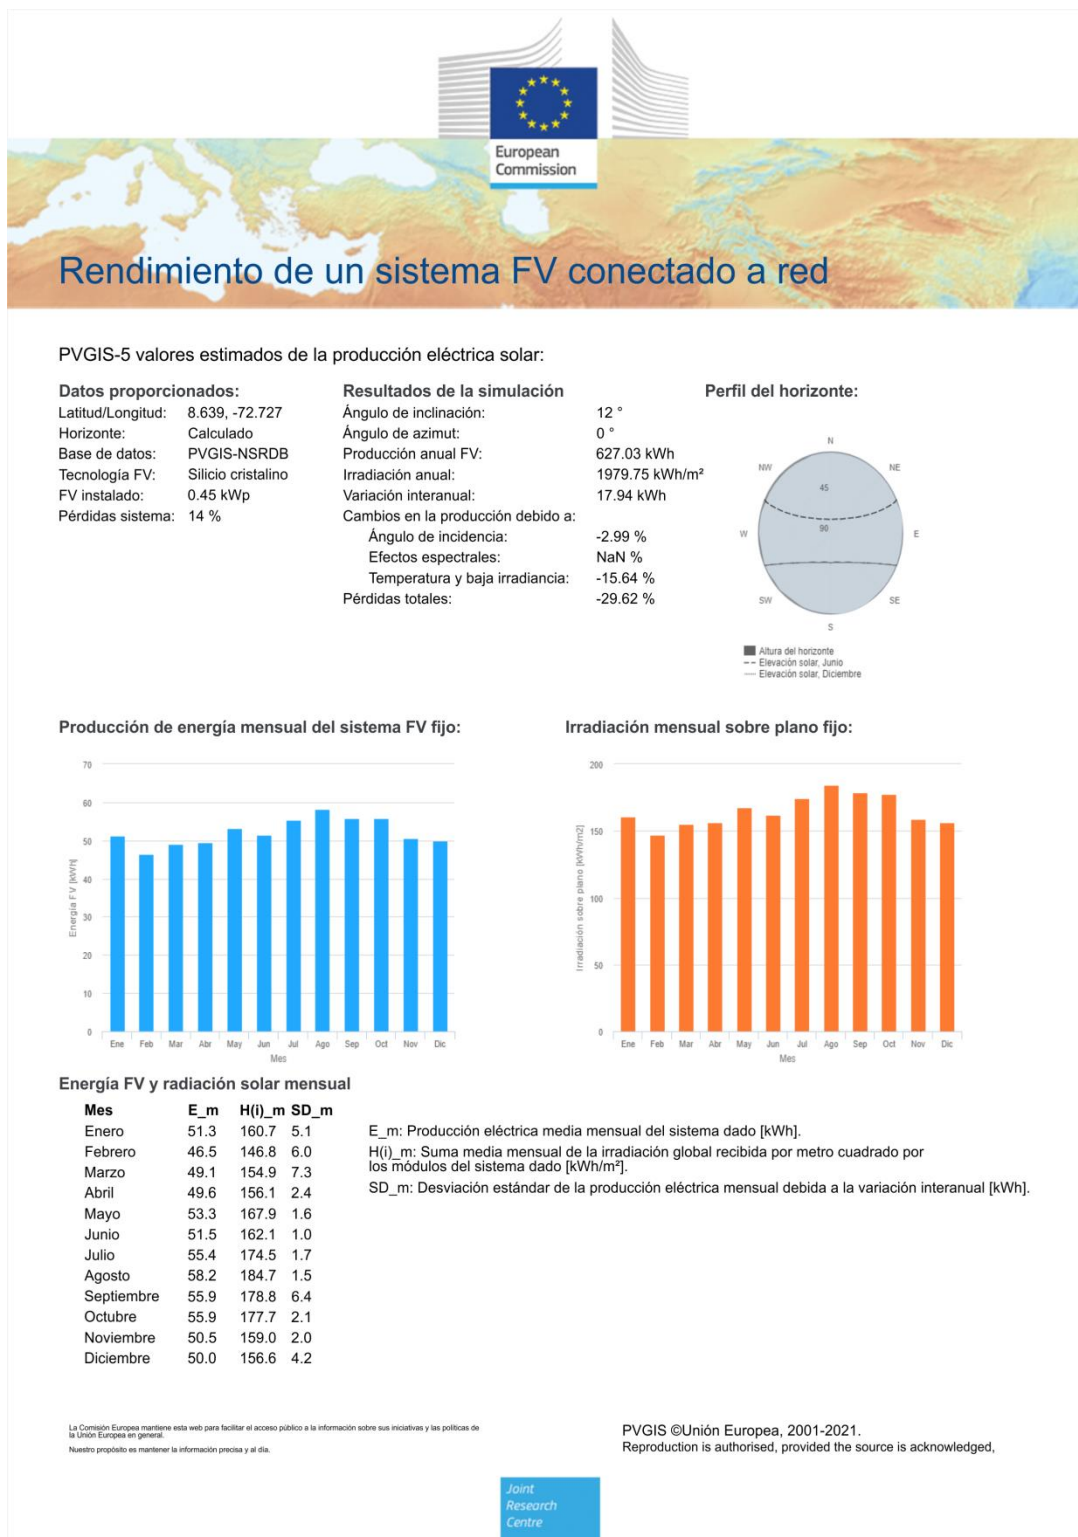 European
Commission
Rendimiento de un sistema FV conectado a red
PVGIS-5 valores estimados de la producción eléctrica solar:
Datos proporcionados:
Latitud/Longitud: 8.639, -72.727
Horizonte: Calculado
Base de datos: PVGIS-NSRDB
Tecnología FV: Silicio cristalino
FV instalado: 0.45 kWp
Pérdidas sistema: 14 %
Resultados de la simulación
Ángulo de inclinación: 12 °
Ángulo de azimut: 0 °
Producción anual FV: 627.03 kWh
Irradiación anual: 1979.75 kWh/m²
Variación interanual: 17.94 kWh
Cambios en la producción debido a:
Ángulo de incidencia: -2.99 %
Efectos espectrales: NaN %
Temperatura y baja irradiancia: -15.64 %
Pérdidas totales: -29.62 %
Perfil del horizonte:
N
NW NE
45
W 90 E
SW SE
S
Altura del horizonte
Elevación solar, Junio
Elevación solar, Diciembre
Producción de energía mensual del sistema FV fijo:
70
60
50
40
30
20
10
0
Energía FV [kWh]
Ene Feb Mar Abr May Jun Jul Ago Sep Oct Nov Dic
Mes
Irradiación mensual sobre plano fijo:
200
150
100
50
0
Irradiación sobre plano [kWh/m2]
Ene Feb Mar Abr May Jun Jul Ago Sep Oct Nov Dic
Mes
Energía FV y radiación solar mensual
Mes E_m H(i)_m SD_m
Enero 51.3 160.7 5.1
Febrero 46.5 146.8 6.0
Marzo 49.1 154.9 7.3
Abril 49.6 156.1 2.4
Mayo 53.3 167.9 1.6
Junio 51.5 162.1 1.0
Julio 55.4 174.5 1.7
Agosto 58.2 184.7 1.5
Septiembre 55.9 178.8 6.4
Octubre 55.9 177.7 2.1
Noviembre 50.5 159.0 2.0
Diciembre 50.0 156.6 4.2
E_m: Producción eléctrica media mensual del sistema dado [kWh].
H(i)_m: Suma media mensual de la irradiación global recibida por metro cuadrado por
los módulos del sistema dado [kWh/m²].
SD_m: Desviación estándar de la producción eléctrica mensual debida a la variación interanual [kWh].
La Comisión Europea mantiene esta web para facilitar el acceso público a la información sobre sus iniciativas y las políticas de
la Unión Europea en general.
Nuestro propósito es mantener la información precisa y al día.
PVGIS ©Unión Europea, 2001-2021.
Reproduction is authorised, provided the source is acknowledged,
Joint
Research
Centre